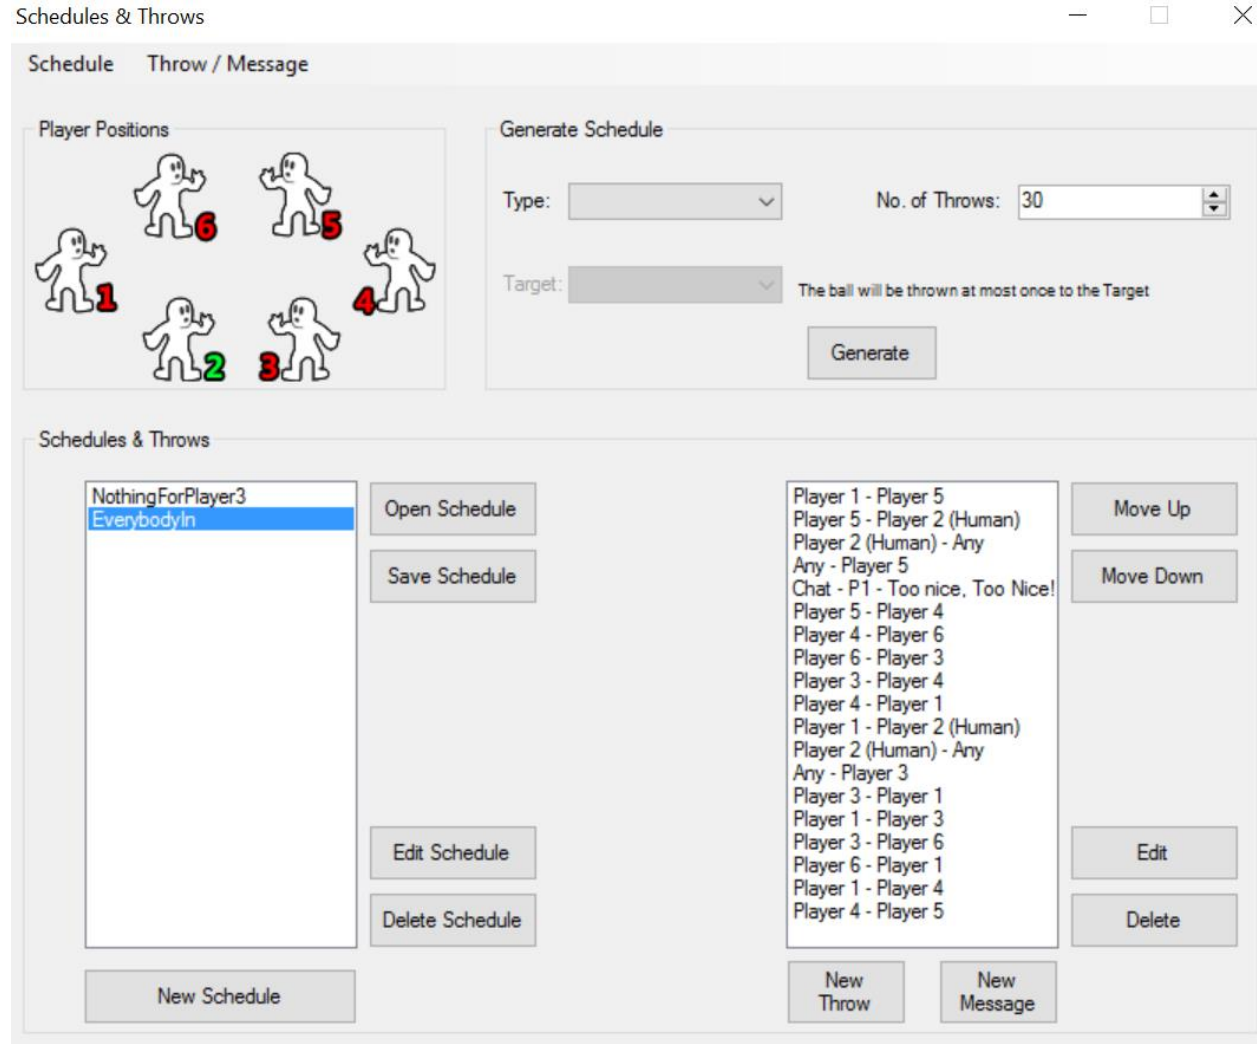 Schedules & Throws
Schedule Throw / Message
Player Positions
6 5
1 4
2 3
Generate Schedule
Type: No. of Throws: 30
Target: The ball will be thrown at most once to the Target
Generate
Schedules & Throws
NothingForPlayer3
EverybodyIn
Open Schedule
Save Schedule
Edit Schedule
Delete Schedule
New Schedule
Player 1 - Player 5
Player 5 - Player 2 (Human)
Player 2 (Human) - Any
Any - Player 5
Chat - P1 - Too nice, Too Nice!
Player 5 - Player 4
Player 4 - Player 6
Player 6 - Player 3
Player 3 - Player 4
Player 4 - Player 1
Player 1 - Player 2 (Human)
Player 2 (Human) - Any
Any - Player 3
Player 3 - Player 1
Player 1 - Player 3
Player 3 - Player 6
Player 6 - Player 1
Player 1 - Player 4
Player 4 - Player 5
Move Up
Move Down
Edit
Delete
New
Throw
New
Message